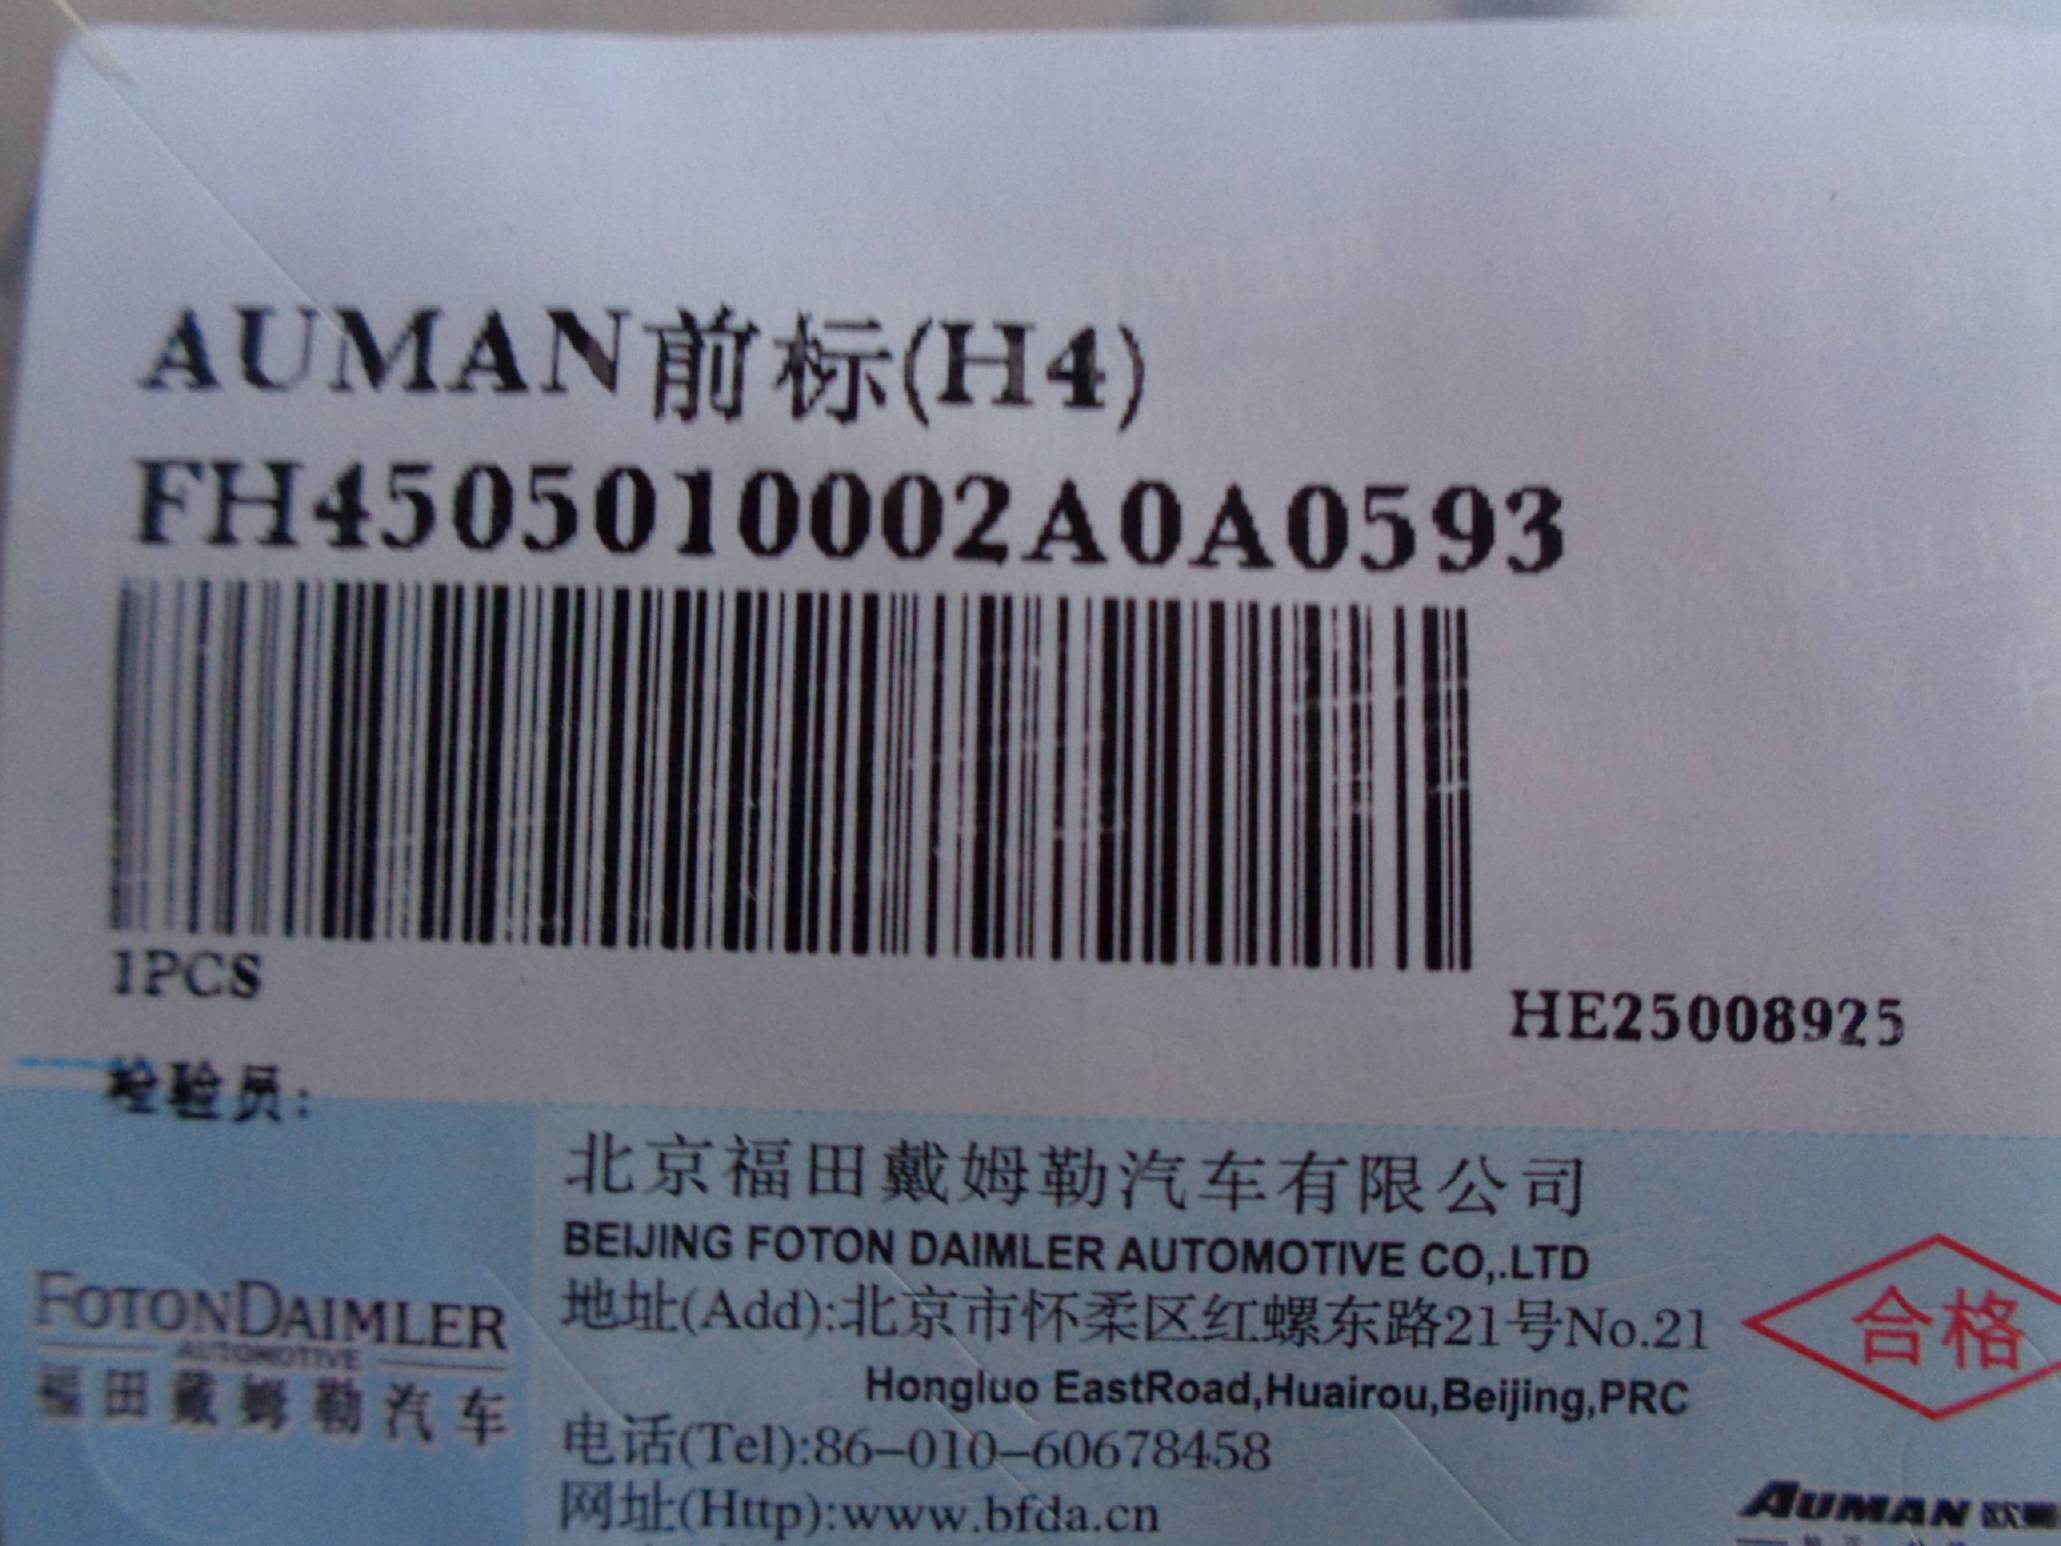 AUMAN前标(H4)
FH4505010002A0A0593
1PCS
HE25008925
检验员:
北京福田戴姆勒汽车有限公司
BEIJING FOTON DAIMLER AUTOMOTIVE CO,.LTD
地址(Add):北京市怀柔区红螺东路21号No.21
Hongluo EastRoad,Huairou,Beijing,PRC
电话(Tel):86-010-60678458
网址(Http):www.bfda.cn
FOTONDAIMLER
AUTOMOTIVE
福田戴姆勒汽车
合格
AUMAN 欧曼